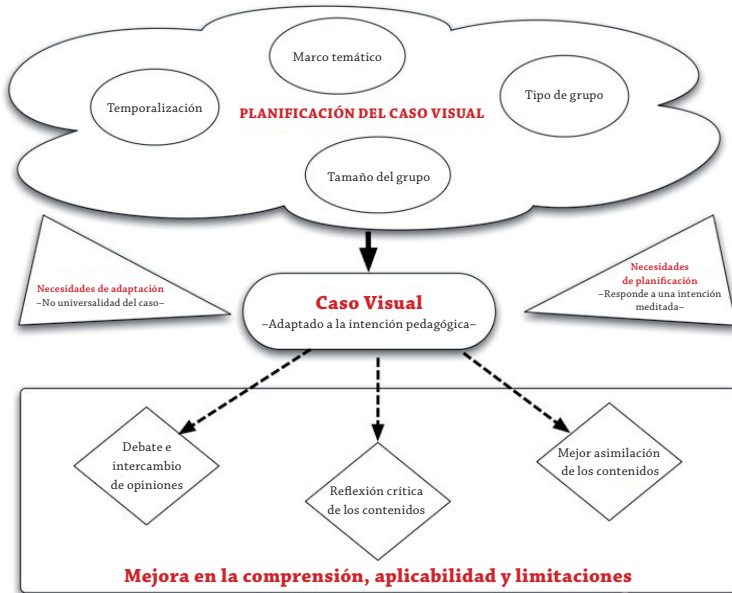 Marco temático
Temporalización
Tipo de grupo
PLANIFICACIÓN DEL CASO VISUAL
Tamaño del grupo
Necesidades de adaptación
–No universalidad del caso–
Necesidades
de planificación
–Responde a una intención
meditada–
Caso Visual
–Adaptado a la intención pedagógica–
Debate e
intercambio
de opiniones
Reflexión crítica
de los contenidos
Mejor asimilación
de los contenidos
Mejora en la comprensión, aplicabilidad y limitaciones